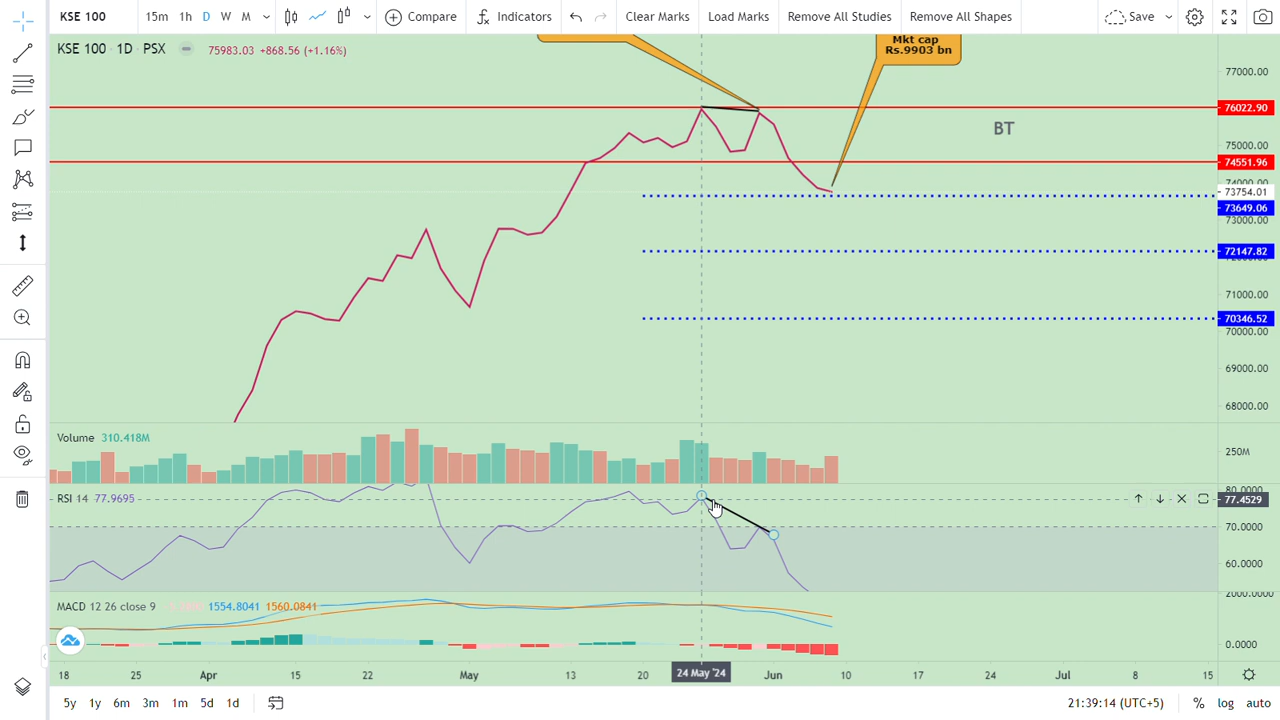 KSE 100 15m 1h D W M Compare Indicators Clear Marks Load Marks Remove All Studies Remove All Shapes Save
KSE 100 · 1D · PSX 75983.03 +868.56 (+1.16%)
Mkt cap
Rs.9903 bn
77000.00
76022.90
BT
75000.00
74551.96
74000.00
73754.01
73649.06
73000.00
72147.82
71000.00
70346.52
70000.00
69000.00
68000.00
Volume 310.418M
250M
80.0000
RSI 14 77.9695
77.4529
70.0000
60.0000
2000.0000
MACD 12 26 close 9 1554.8041 1560.0841
0.0000
18 25 Apr 15 22 May 13 20 24 May '24 Jun 10 17 24 Jul 8 15
5y 1y 6m 3m 1m 5d 1d 21:39:14 (UTC+5) % log auto